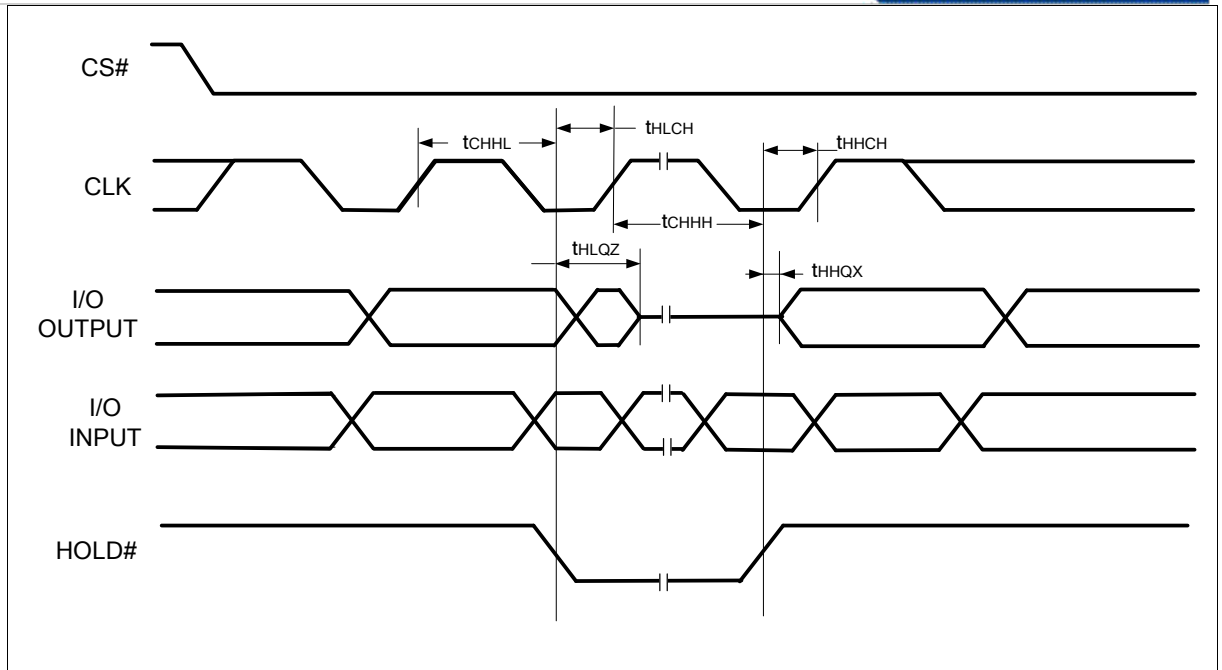 CS#
tHLCH
tCHHL
tHHCH
CLK
tCHHH
tHLQZ
tHHQX
I/O
OUTPUT
I/O
INPUT
HOLD#